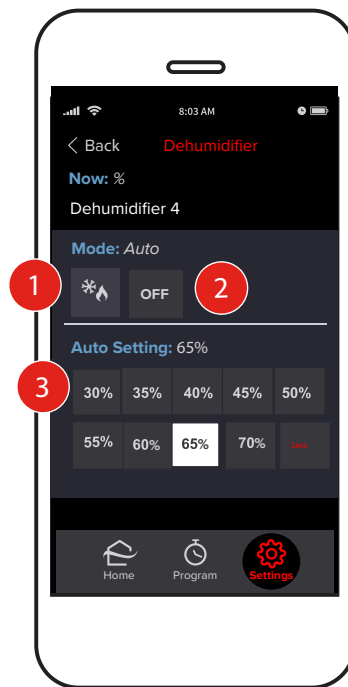 8:03 AM
Back Dehumidifier
Now: %
Dehumidifier 4
Mode: Auto
1 OFF 2
Auto Setting: 65%
3 30% 35% 40% 45% 50%
55% 60% 65% 70% Less
Home Program Settings